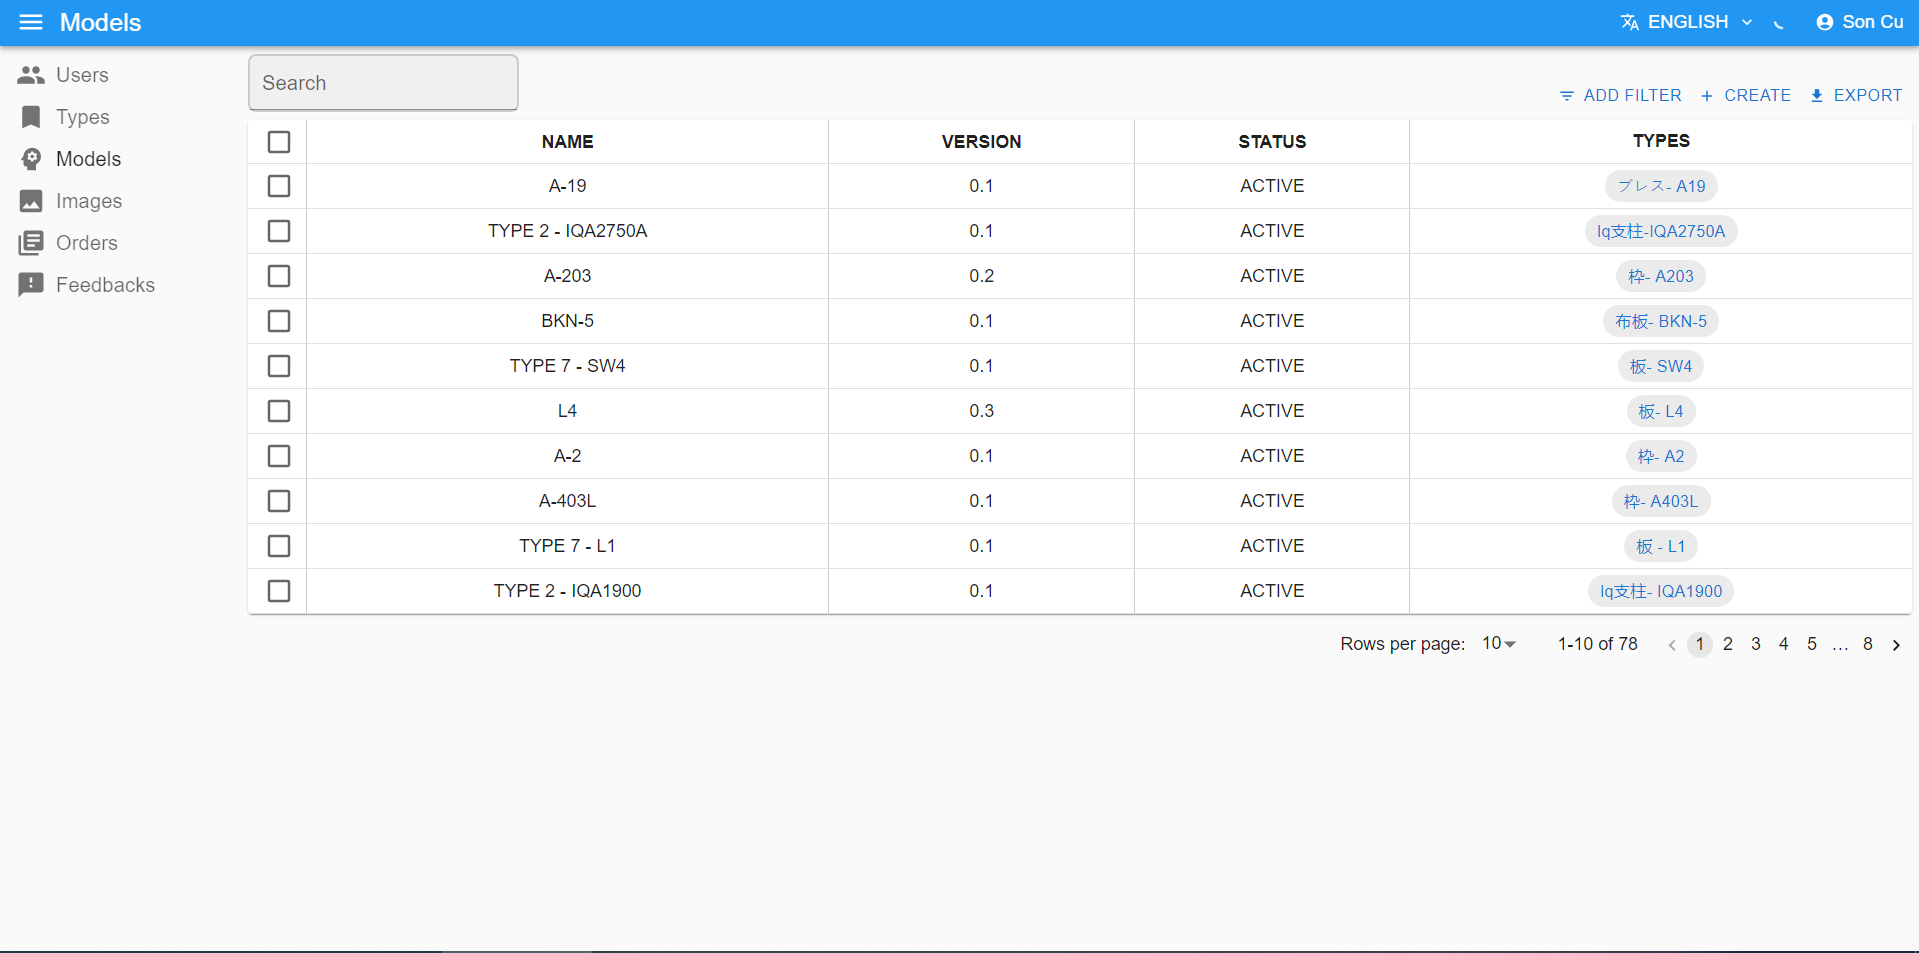 Models
ENGLISH
Son Cu
Users
Types
Models
Images
Orders
Feedbacks
Search
ADD FILTER
CREATE
EXPORT
NAME VERSION STATUS TYPES
A-19 0.1 ACTIVE ブレス- A19
TYPE 2 - IQA2750A 0.1 ACTIVE Iq支柱-IQA2750A
A-203 0.2 ACTIVE 枠- A203
BKN-5 0.1 ACTIVE 布板- BKN-5
TYPE 7 - SW4 0.1 ACTIVE 板- SW4
L4 0.3 ACTIVE 板- L4
A-2 0.1 ACTIVE 枠- A2
A-403L 0.1 ACTIVE 枠- A403L
TYPE 7 - L1 0.1 ACTIVE 板 - L1
TYPE 2 - IQA1900 0.1 ACTIVE Iq支柱- IQA1900
Rows per page: 10 1-10 of 78 1 2 3 4 5 … 8